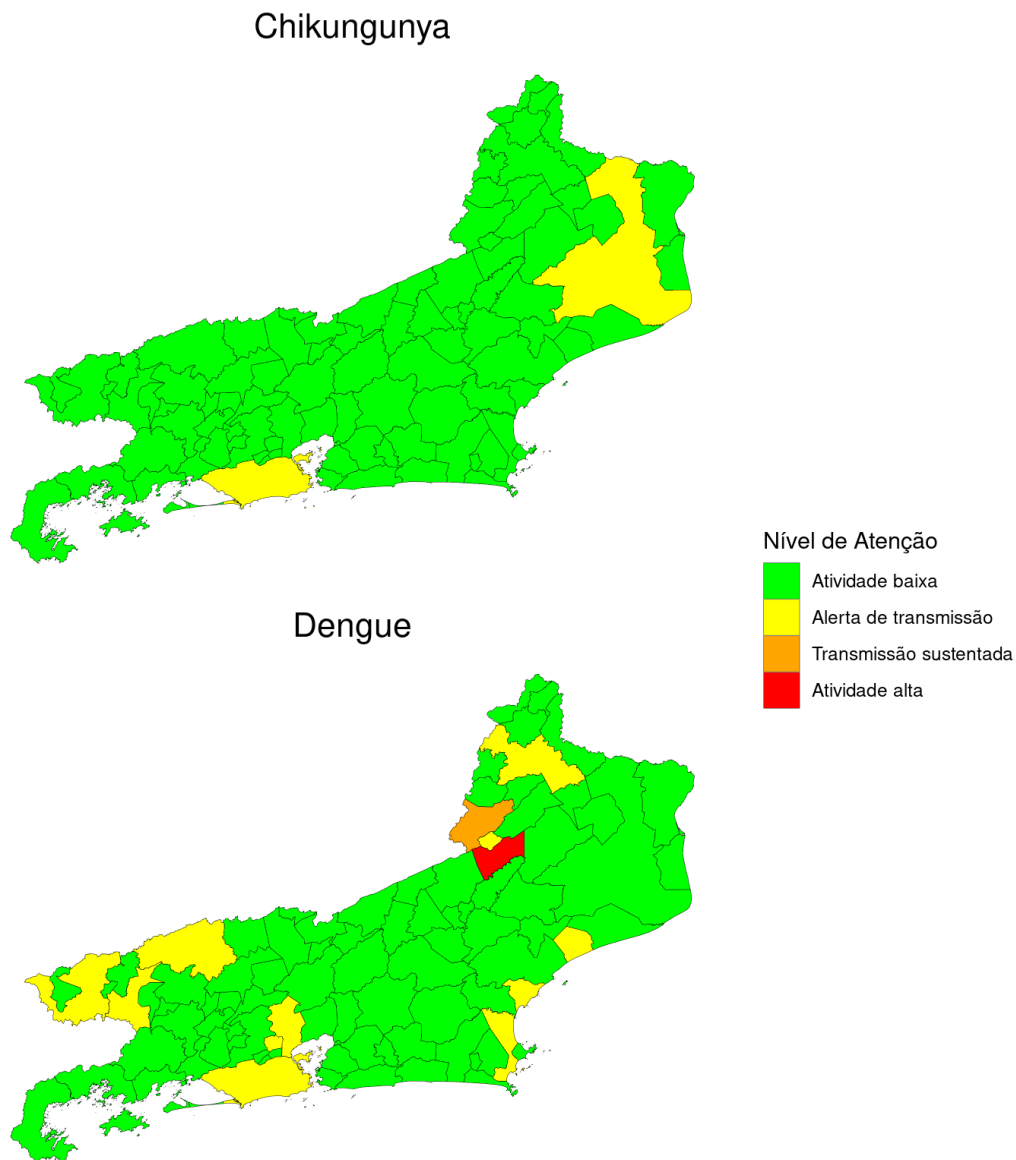 Chikungunya
Nível de Atenção
Atividade baixa
Alerta de transmissão
Transmissão sustentada
Atividade alta
Dengue